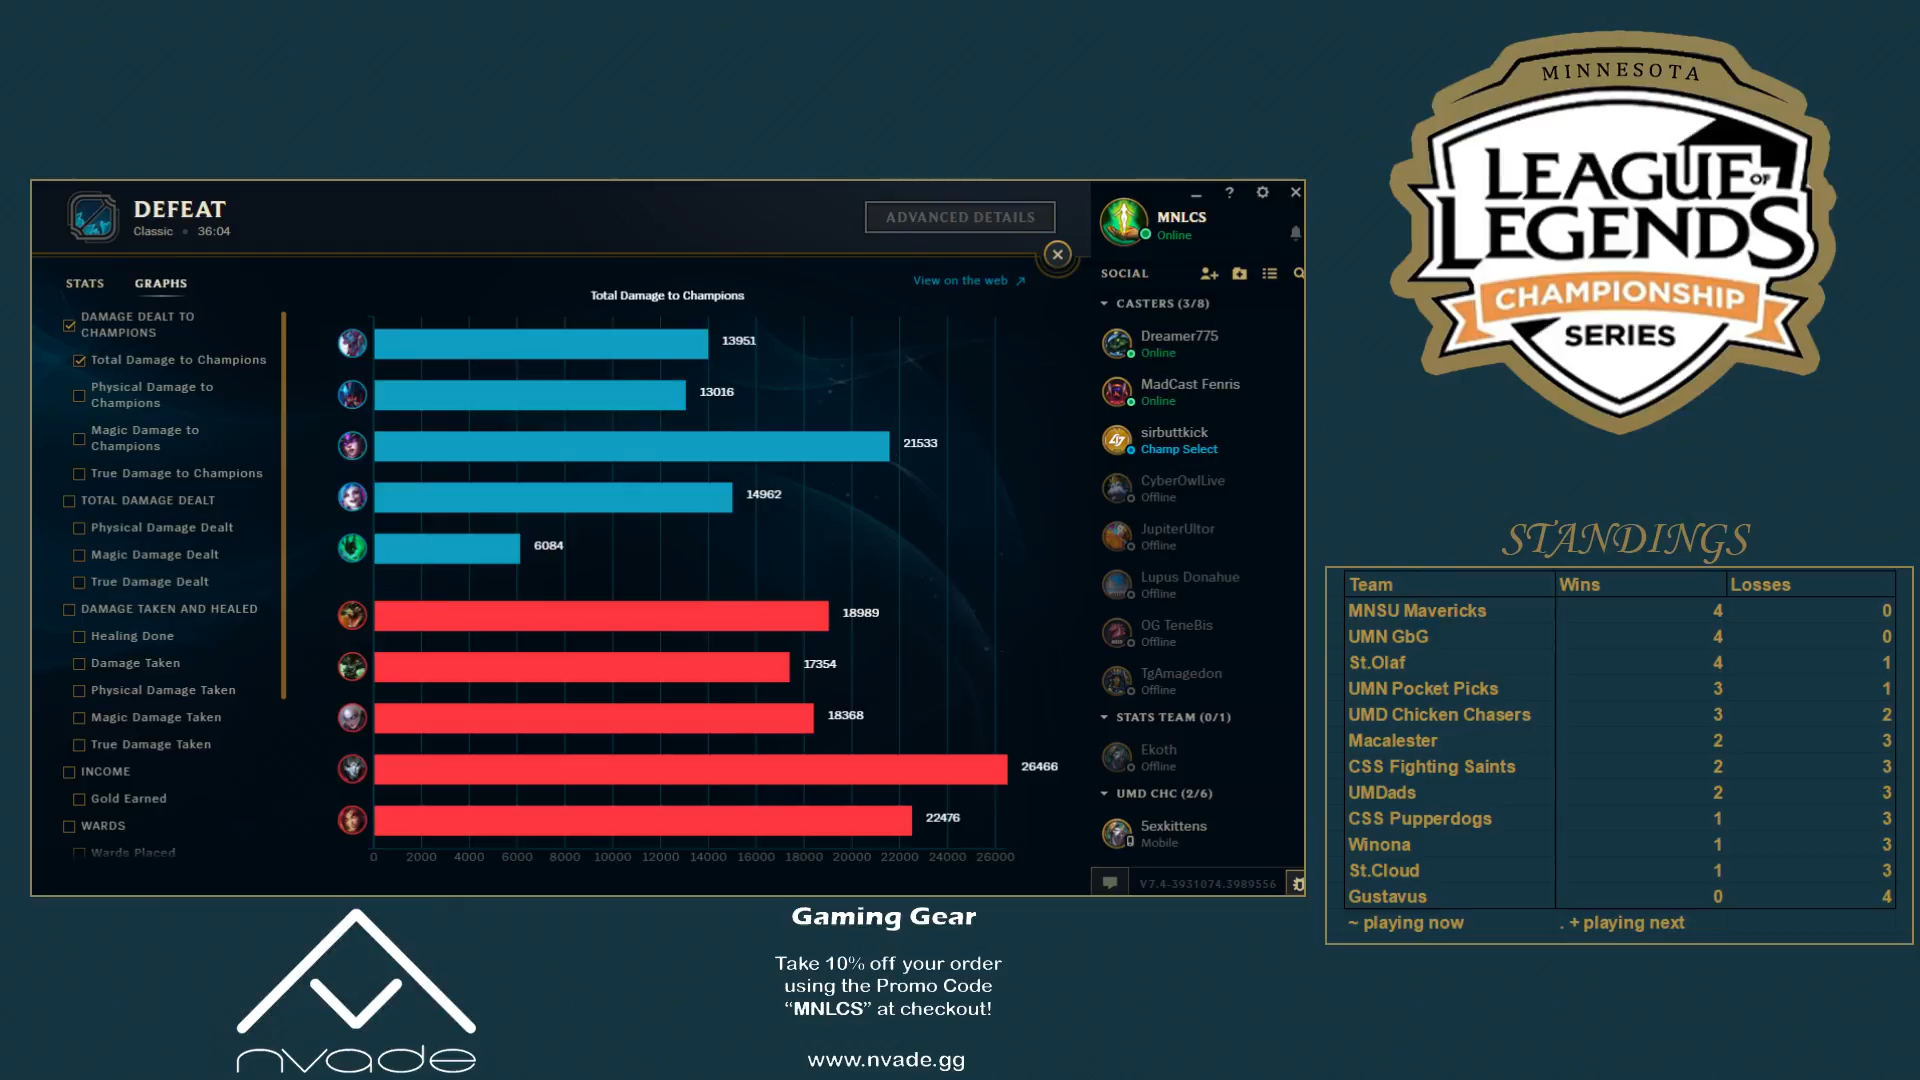 MINNESOTA
LEAGUE OF
LEGENDS
CHAMPIONSHIP
SERIES
DEFEAT
Classic • 36:04
ADVANCED DETAILS
STATS GRAPHS
View on the web
DAMAGE DEALT TO
CHAMPIONS
Total Damage to Champions
Physical Damage to
Champions
Magic Damage to
Champions
True Damage to Champions
TOTAL DAMAGE DEALT
Physical Damage Dealt
Magic Damage Dealt
True Damage Dealt
DAMAGE TAKEN AND HEALED
Healing Done
Damage Taken
Physical Damage Taken
Magic Damage Taken
True Damage Taken
INCOME
Gold Earned
WARDS
Wards Placed
Total Damage to Champions
13951
13016
21533
14962
6084
18989
17354
18368
26466
22476
0 2000 4000 6000 8000 10000 12000 14000 16000 18000 20000 22000 24000 26000
?
MNLCS
Online
SOCIAL
CASTERS (3/8)
Dreamer775
Online
MadCast Fenris
Online
sirbuttkick
Champ Select
CyberOwlLive
Offline
JupiterUltor
Offline
Lupus Donahue
Offline
OG TeneBis
Offline
TgAmagedon
Offline
STATS TEAM (0/1)
Ekoth
Offline
UMD CHC (2/6)
5exkittens
Mobile
V7.4-3931074.3989556
STANDINGS
Team Wins Losses
MNSU Mavericks 4 0
UMN GbG 4 0
St.Olaf 4 1
UMN Pocket Picks 3 1
UMD Chicken Chasers 3 2
Macalester 2 3
CSS Fighting Saints 2 3
UMDads 2 3
CSS Pupperdogs 1 3
Winona 1 3
St.Cloud 1 3
Gustavus 0 4
~ playing now . + playing next
nvade
Gaming Gear
Take 10% off your order
using the Promo Code
“MNLCS” at checkout!
www.nvade.gg